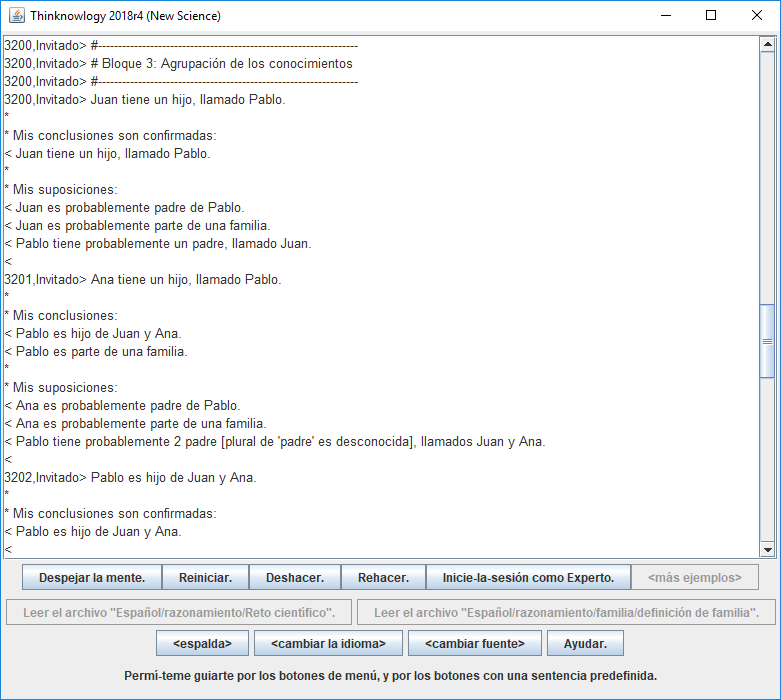 Thinknowlogy 2018r4 (New Science)
3200,Invitado> #-----------------------------------------------------------------
3200,Invitado> # Bloque 3: Agrupación de los conocimientos
3200,Invitado> #-----------------------------------------------------------------
3200,Invitado> Juan tiene un hijo, llamado Pablo.
*
* Mis conclusiones son confirmadas:
< Juan tiene un hijo, llamado Pablo.
*
* Mis suposiciones:
< Juan es probablemente padre de Pablo.
< Juan es probablemente parte de una familia.
< Pablo tiene probablemente un padre, llamado Juan.
<
3201,Invitado> Ana tiene un hijo, llamado Pablo.
*
* Mis conclusiones:
< Pablo es hijo de Juan y Ana.
< Pablo es parte de una familia.
*
* Mis suposiciones:
< Ana es probablemente padre de Pablo.
< Ana es probablemente parte de una familia.
< Pablo tiene probablemente 2 padre [plural de 'padre' es desconocida], llamados Juan y Ana.
<
3202,Invitado> Pablo es hijo de Juan y Ana.
*
* Mis conclusiones son confirmadas:
< Pablo es hijo de Juan y Ana.
<
Despejar la mente. Reiniciar. Deshacer. Rehacer. Inicie-la-sesión como Experto. <más ejemplos>
Leer el archivo "Español/razonamiento/Reto científico". Leer el archivo "Español/razonamiento/familia/definición de familia".
<espalda> <cambiar la idioma> <cambiar fuente> Ayudar.
Permí-teme guiarte por los botones de menú, y por los botones con una sentencia predefinida.